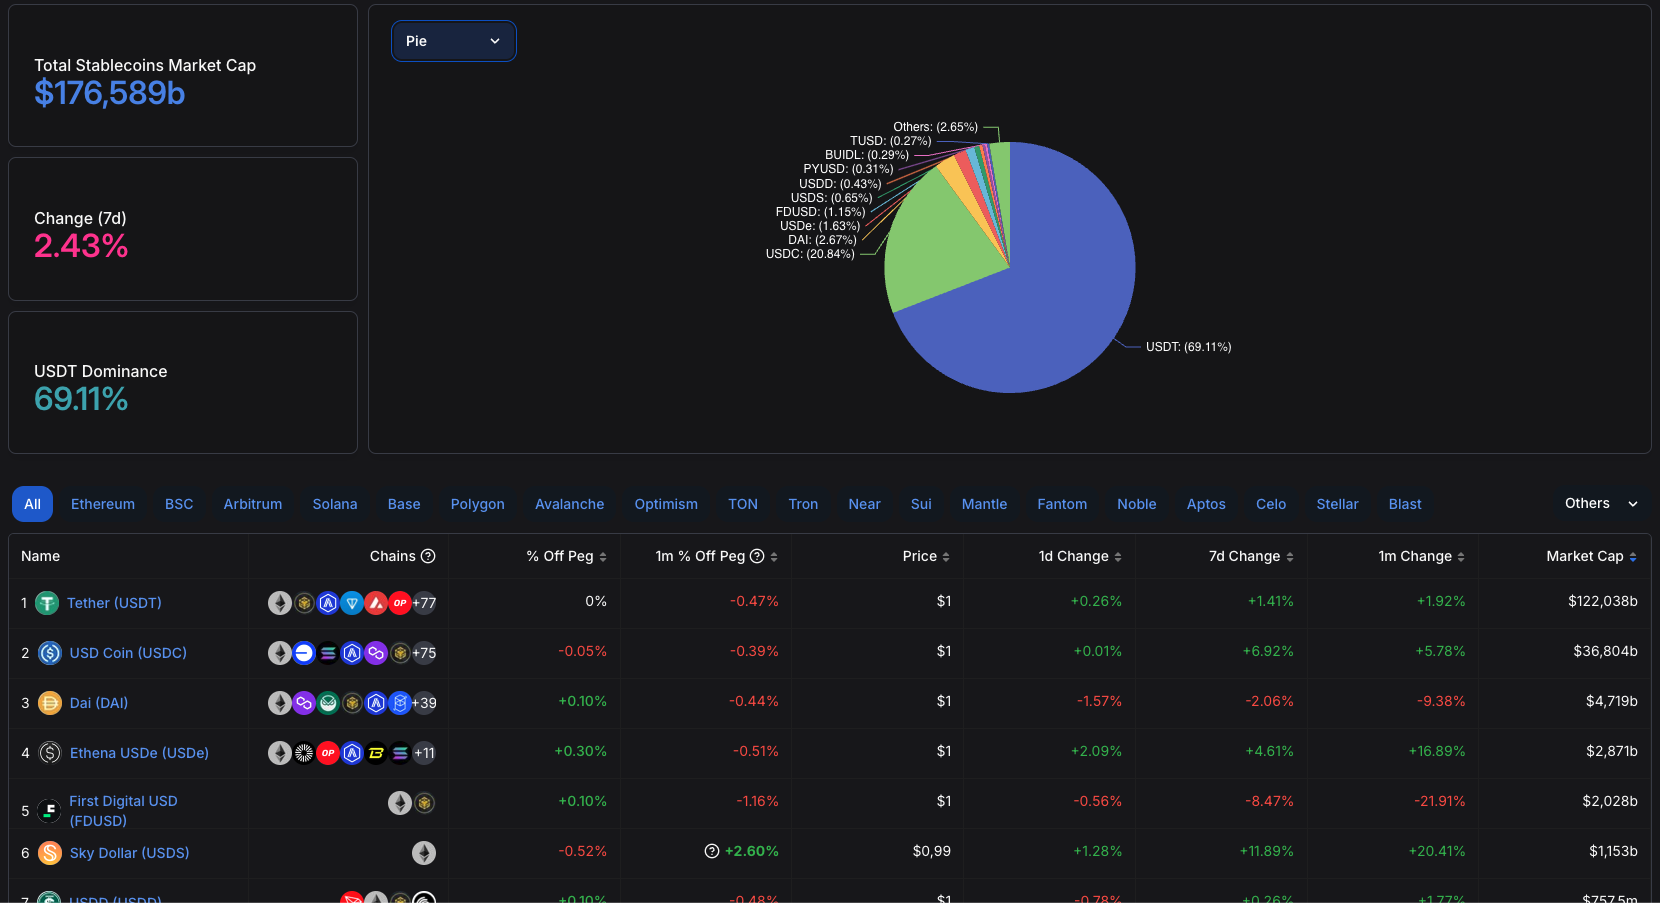 Total Stablecoins Market Cap
$176,589b
Change (7d)
2.43%
USDT Dominance
69.11%
Pie
Others: (2.65%)
TUSD: (0.27%)
BUIDL: (0.29%)
PYUSD: (0.31%)
USDD: (0.43%)
USDS: (0.65%)
FDUSD: (1.15%)
USDe: (1.63%)
DAI: (2.67%)
USDC: (20.84%)
USDT: (69.11%)
All Ethereum BSC Arbitrum Solana Base Polygon Avalanche Optimism TON Tron Near Sui Mantle Fantom Noble Aptos Celo Stellar Blast Others
Name Chains % Off Peg 1m % Off Peg Price 1d Change 7d Change 1m Change Market Cap
1 Tether (USDT) OP +77 0% -0.47% $1 +0.26% +1.41% +1.92% $122,038b
2 USD Coin (USDC) +75 -0.05% -0.39% $1 +0.01% +6.92% +5.78% $36,804b
3 Dai (DAI) +39 +0.10% -0.44% $1 -1.57% -2.06% -9.38% $4,719b
4 Ethena USDe (USDe) OP +11 +0.30% -0.51% $1 +2.09% +4.61% +16.89% $2,871b
5 First Digital USD
(FDUSD) +0.10% -1.16% $1 -0.56% -8.47% -21.91% $2,028b
6 Sky Dollar (USDS) -0.52% +2.60% $0,99 +1.28% +11.89% +20.41% $1,153b
7 USDD (USDD) +0.10% -0.48% $1 -0.78% +0.26% +1.77% $757.5m